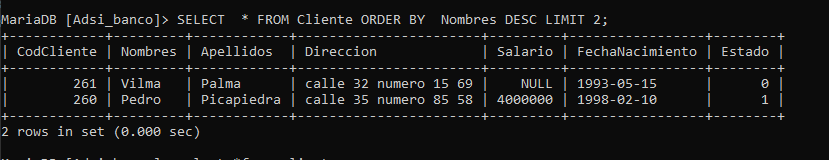 MariaDB [Adsi_banco]> SELECT  * FROM Cliente ORDER BY  Nombres DESC LIMIT 2;
+------------+---------+------------+-----------------------+---------+-----------------+--------+
| CodCliente | Nombres | Apellidos  | Direccion             | Salario | FechaNacimiento | Estado |
+------------+---------+------------+-----------------------+---------+-----------------+--------+
|        261 | Vilma   | Palma      | calle 32 numero 15 69 |    NULL | 1993-05-15      |      0 |
|        260 | Pedro   | Picapiedra | calle 35 numero 85 58 | 4000000 | 1998-02-10      |      1 |
+------------+---------+------------+-----------------------+---------+-----------------+--------+
2 rows in set (0.000 sec)